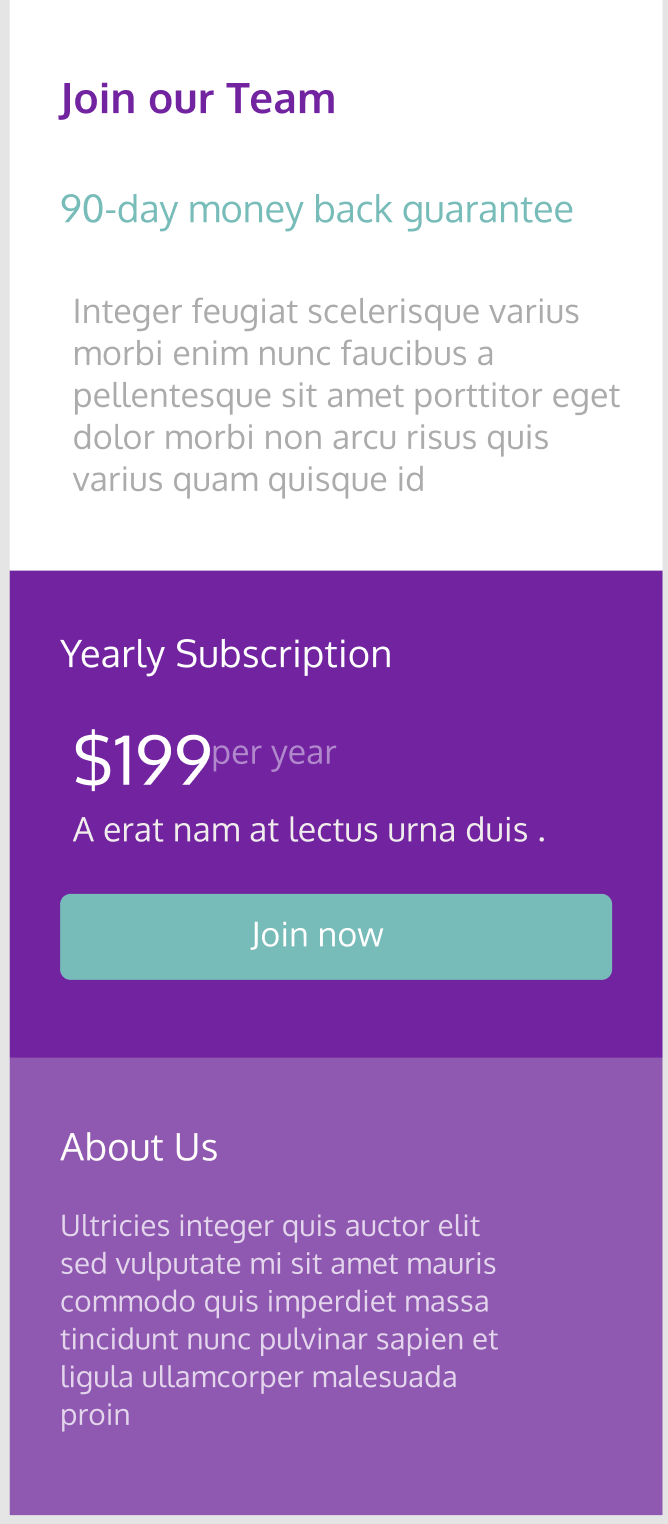 Join our Team
90-day money back guarantee
Integer feugiat scelerisque varius
morbi enim nunc faucibus a
pellentesque sit amet porttitor eget
dolor morbi non arcu risus quis
varius quam quisque id
Yearly Subscription
$199 per year
A erat nam at lectus urna duis .
Join now
About Us
Ultricies integer quis auctor elit
sed vulputate mi sit amet mauris
commodo quis imperdiet massa
tincidunt nunc pulvinar sapien et
ligula ullamcorper malesuada
proin